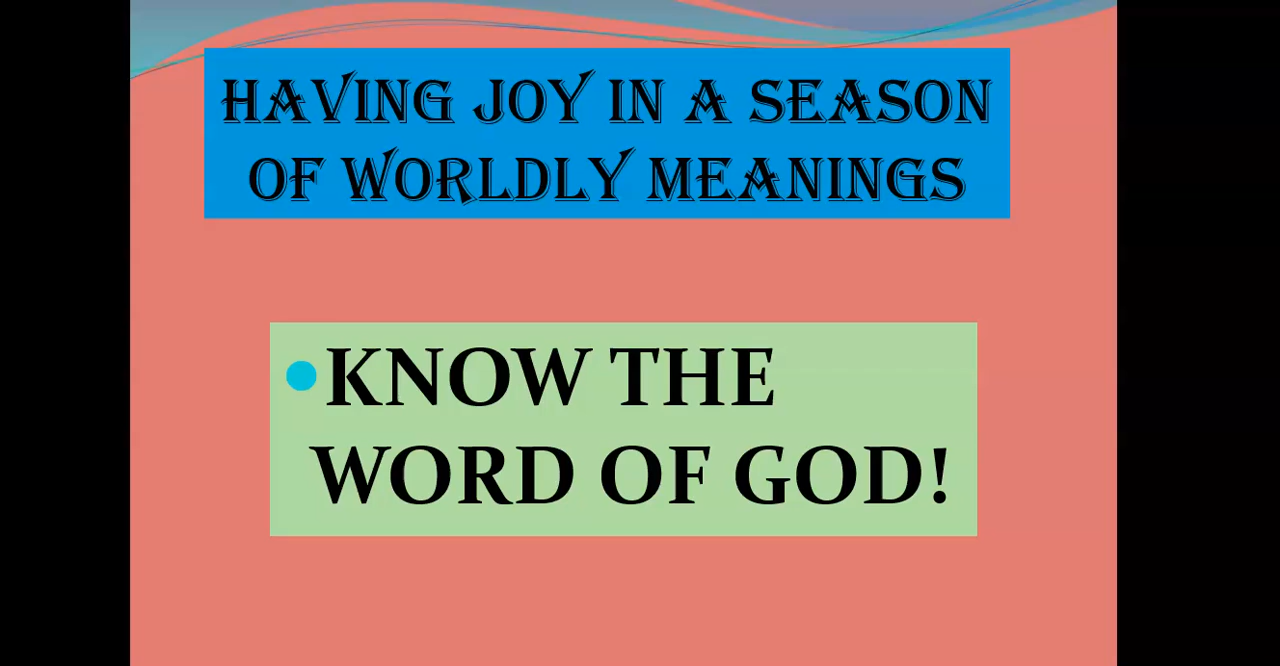 HAVING JOY IN A SEASON
OF WORLDLY MEANINGS
•KNOW THE
WORD OF GOD!